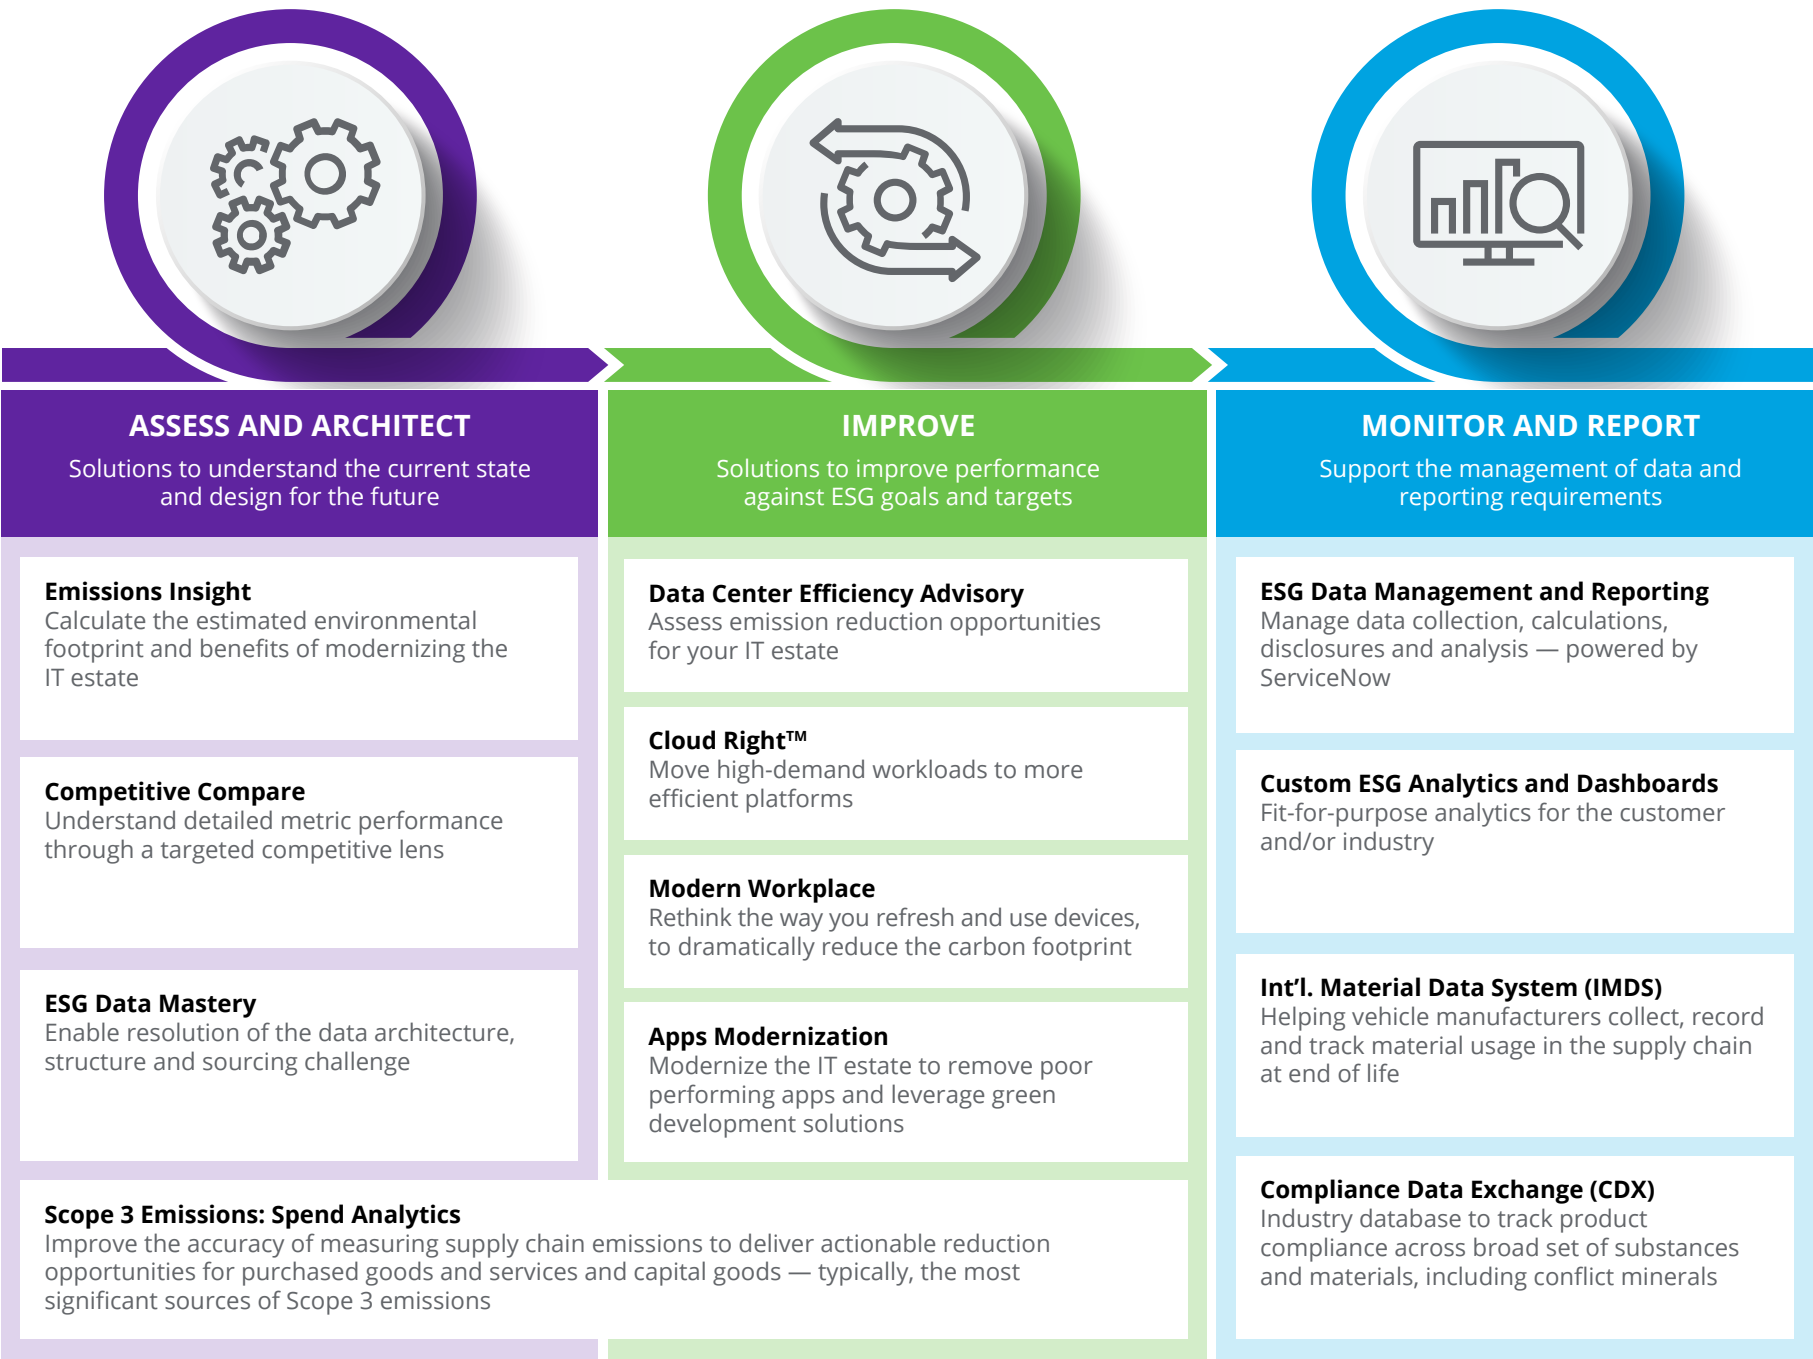 ASSESS AND ARCHITECT
Solutions to understand the current state
and design for the future
Emissions Insight
Calculate the estimated environmental
footprint and benefits of modernizing the
IT estate
Competitive Compare
Understand detailed metric performance
through a targeted competitive lens
ESG Data Mastery
Enable resolution of the data architecture,
structure and sourcing challenge
Scope 3 Emissions: Spend Analytics
Improve the accuracy of measuring supply chain emissions to deliver actionable reduction
opportunities for purchased goods and services and capital goods — typically, the most
significant sources of Scope 3 emissions
IMPROVE
Solutions to improve performance
against ESG goals and targets
Data Center Efficiency Advisory
Assess emission reduction opportunities
for your IT estate
Cloud Right™
Move high-demand workloads to more
efficient platforms
Modern Workplace
Rethink the way you refresh and use devices,
to dramatically reduce the carbon footprint
Apps Modernization
Modernize the IT estate to remove poor
performing apps and leverage green
development solutions
MONITOR AND REPORT
Support the management of data and
reporting requirements
ESG Data Management and Reporting
Manage data collection, calculations,
disclosures and analysis — powered by
ServiceNow
Custom ESG Analytics and Dashboards
Fit-for-purpose analytics for the customer
and/or industry
Int’l. Material Data System (IMDS)
Helping vehicle manufacturers collect, record
and track material usage in the supply chain
at end of life
Compliance Data Exchange (CDX)
Industry database to track product
compliance across broad set of substances
and materials, including conflict minerals